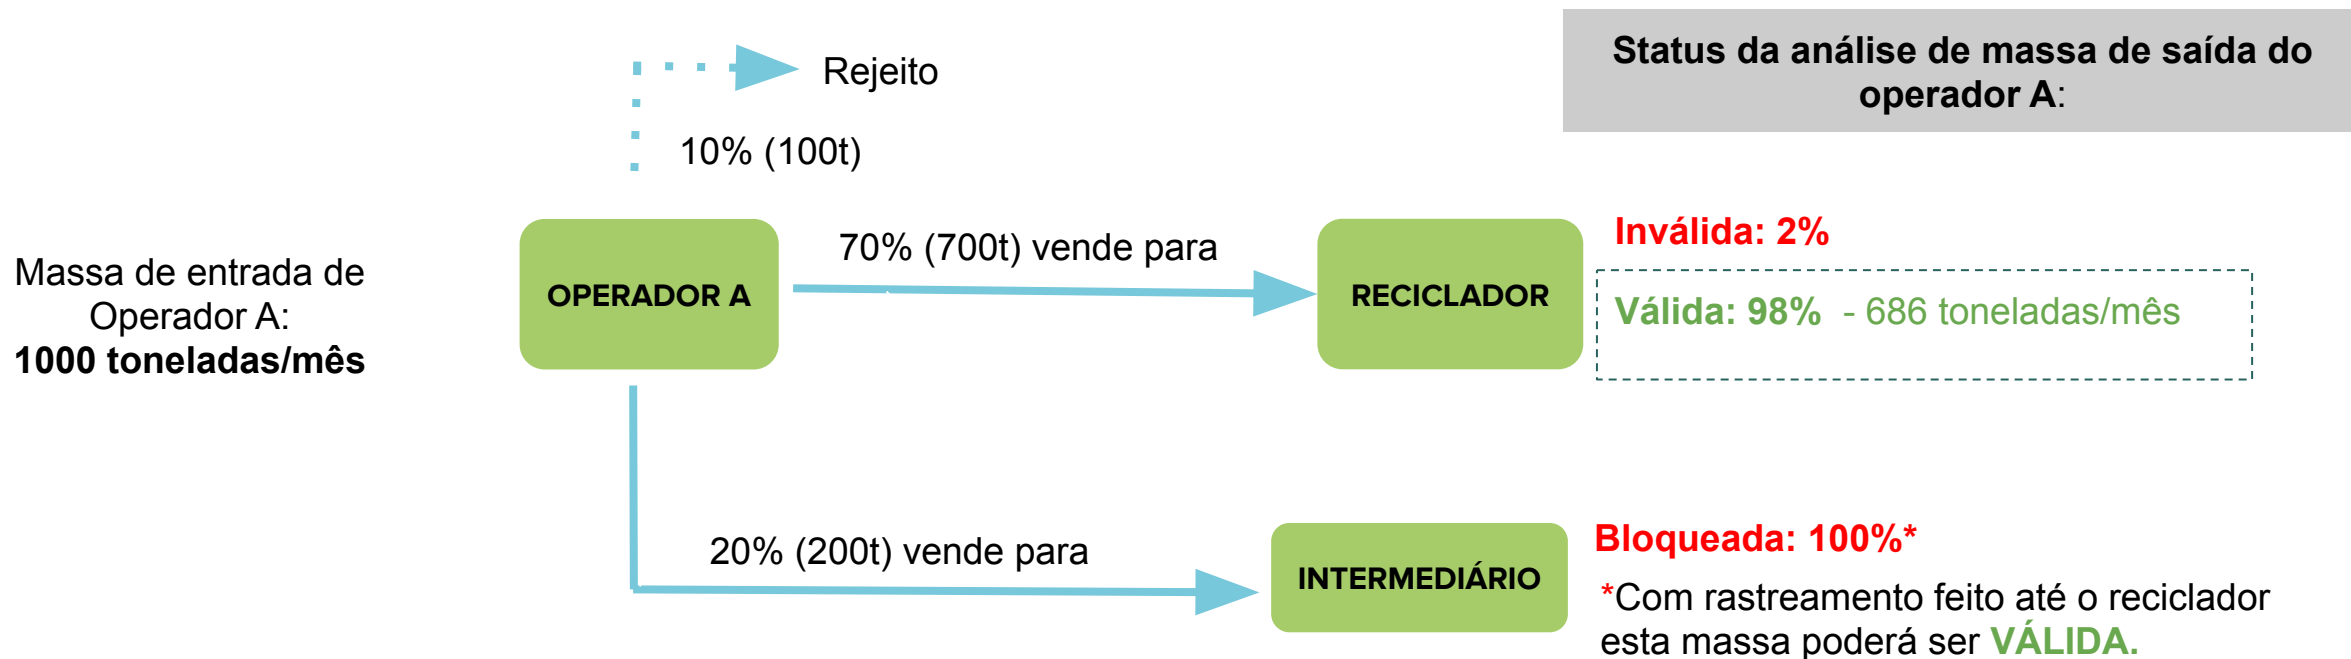 Status da análise de massa de saída do
operador A:
Rejeito
10% (100t)
Massa de entrada de
Operador A:
1000 toneladas/mês
OPERADOR A
70% (700t) vende para
RECICLADOR
Inválida: 2%
Válida: 98% - 686 toneladas/mês
20% (200t) vende para
INTERMEDIÁRIO
Bloqueada: 100%*
*Com rastreamento feito até o reciclador
esta massa poderá ser VÁLIDA.